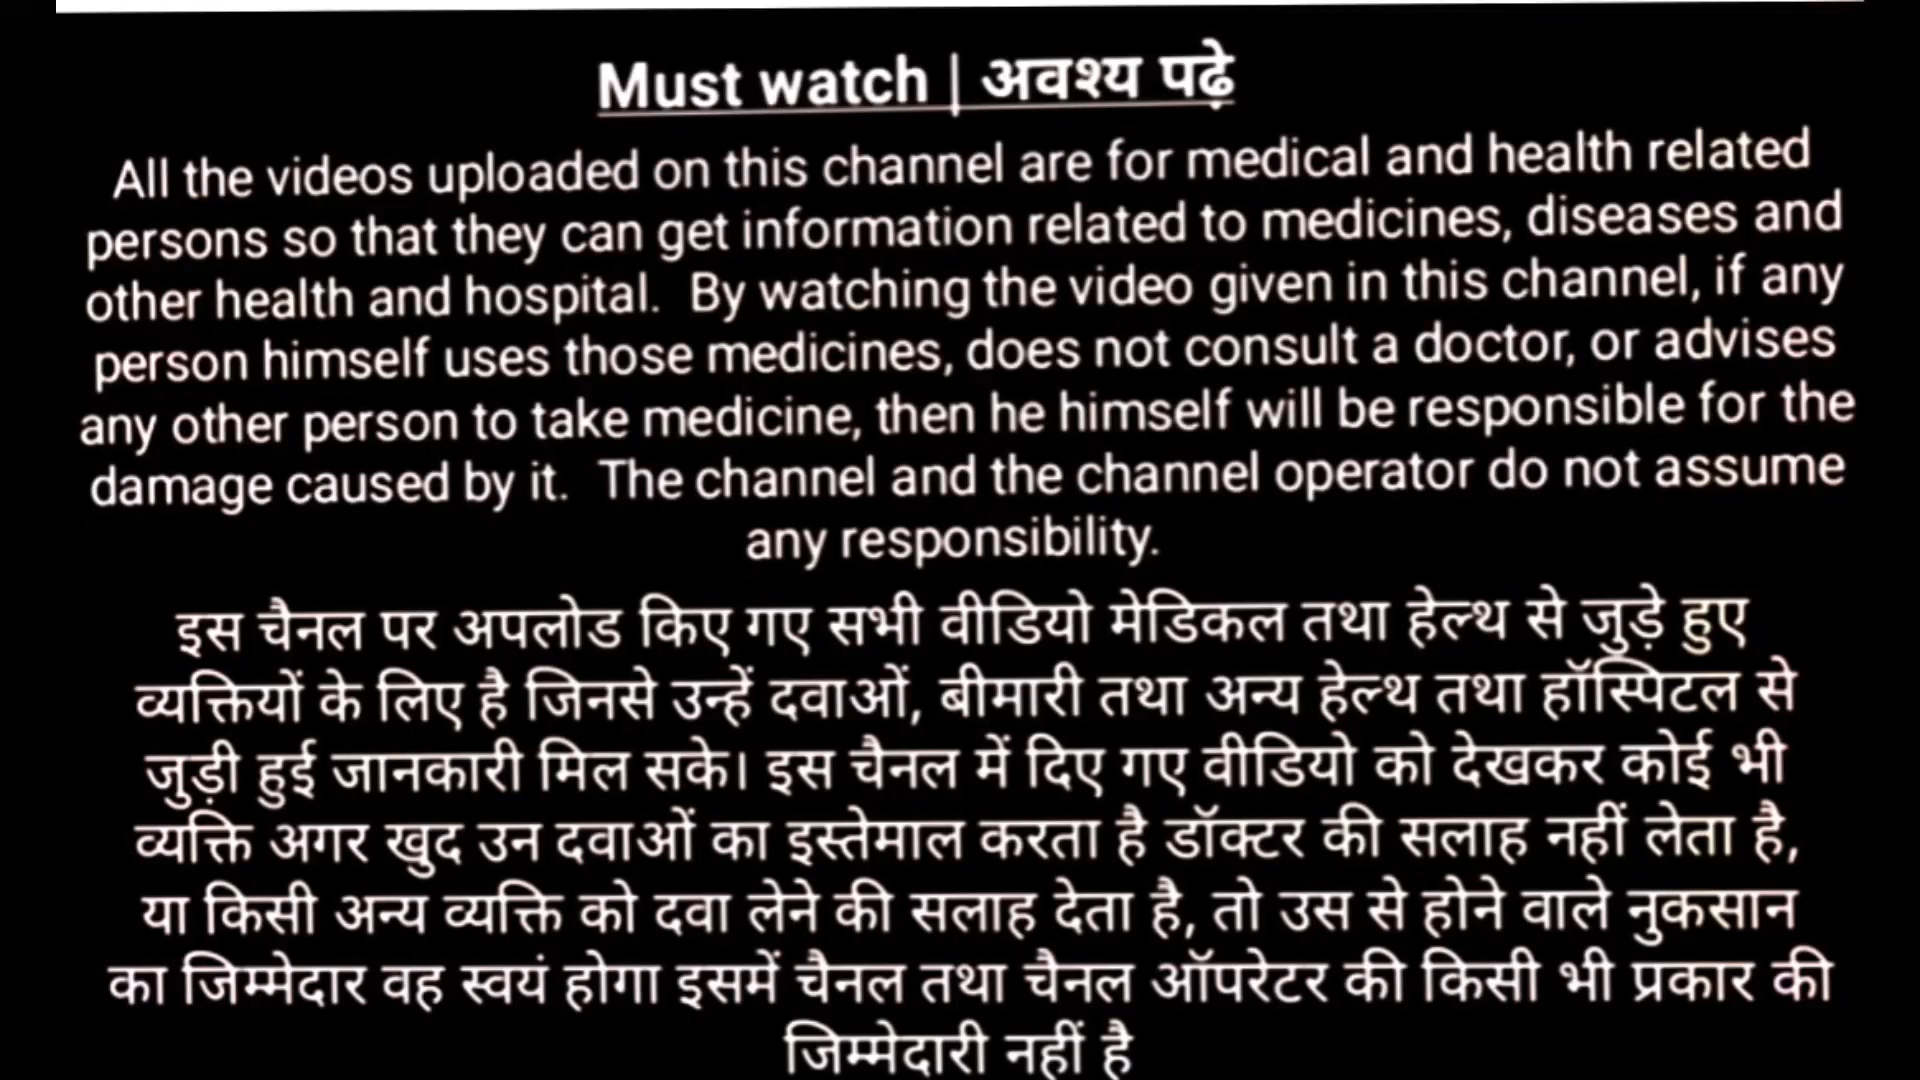 Must watch | अवश्य पढ़े
All the videos uploaded on this channel are for medical and health related
persons so that they can get information related to medicines, diseases and
other health and hospital. By watching the video given in this channel, if any
person himself uses those medicines, does not consult a doctor, or advises
any other person to take medicine, then he himself will be responsible for the
damage caused by it. The channel and the channel operator do not assume
any responsibility.
इस चैनल पर अपलोड किए गए सभी वीडियो मेडिकल तथा हेल्थ से जुड़े हुए
व्यक्तियों के लिए है जिनसे उन्हें दवाओं, बीमारी तथा अन्य हेल्थ तथा हॉस्पिटल से
जुड़ी हुई जानकारी मिल सके। इस चैनल में दिए गए वीडियो को देखकर कोई भी
व्यक्ति अगर खुद उन दवाओं का इस्तेमाल करता है डॉक्टर की सलाह नहीं लेता है,
या किसी अन्य व्यक्ति को दवा लेने की सलाह देता है, तो उस से होने वाले नुकसान
का जिम्मेदार वह स्वयं होगा इसमें चैनल तथा चैनल ऑपरेटर की किसी भी प्रकार की
जिम्मेदारी नहीं है